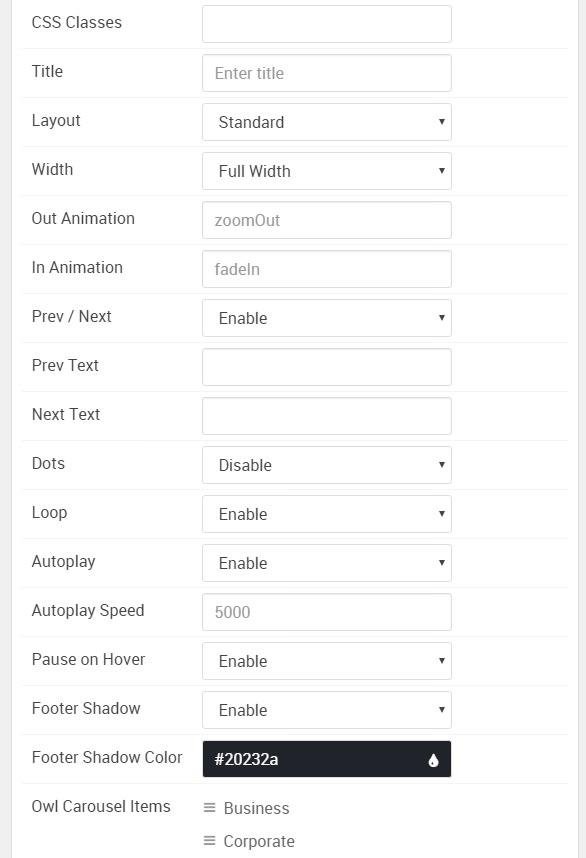 CSS Classes
Title Enter title
Layout Standard
Width Full Width
Out Animation zoomOut
In Animation fadeIn
Prev / Next Enable
Prev Text
Next Text
Dots Disable
Loop Enable
Autoplay Enable
Autoplay Speed 5000
Pause on Hover Enable
Footer Shadow Enable
Footer Shadow Color #20232a
Owl Carousel Items Business
Corporate